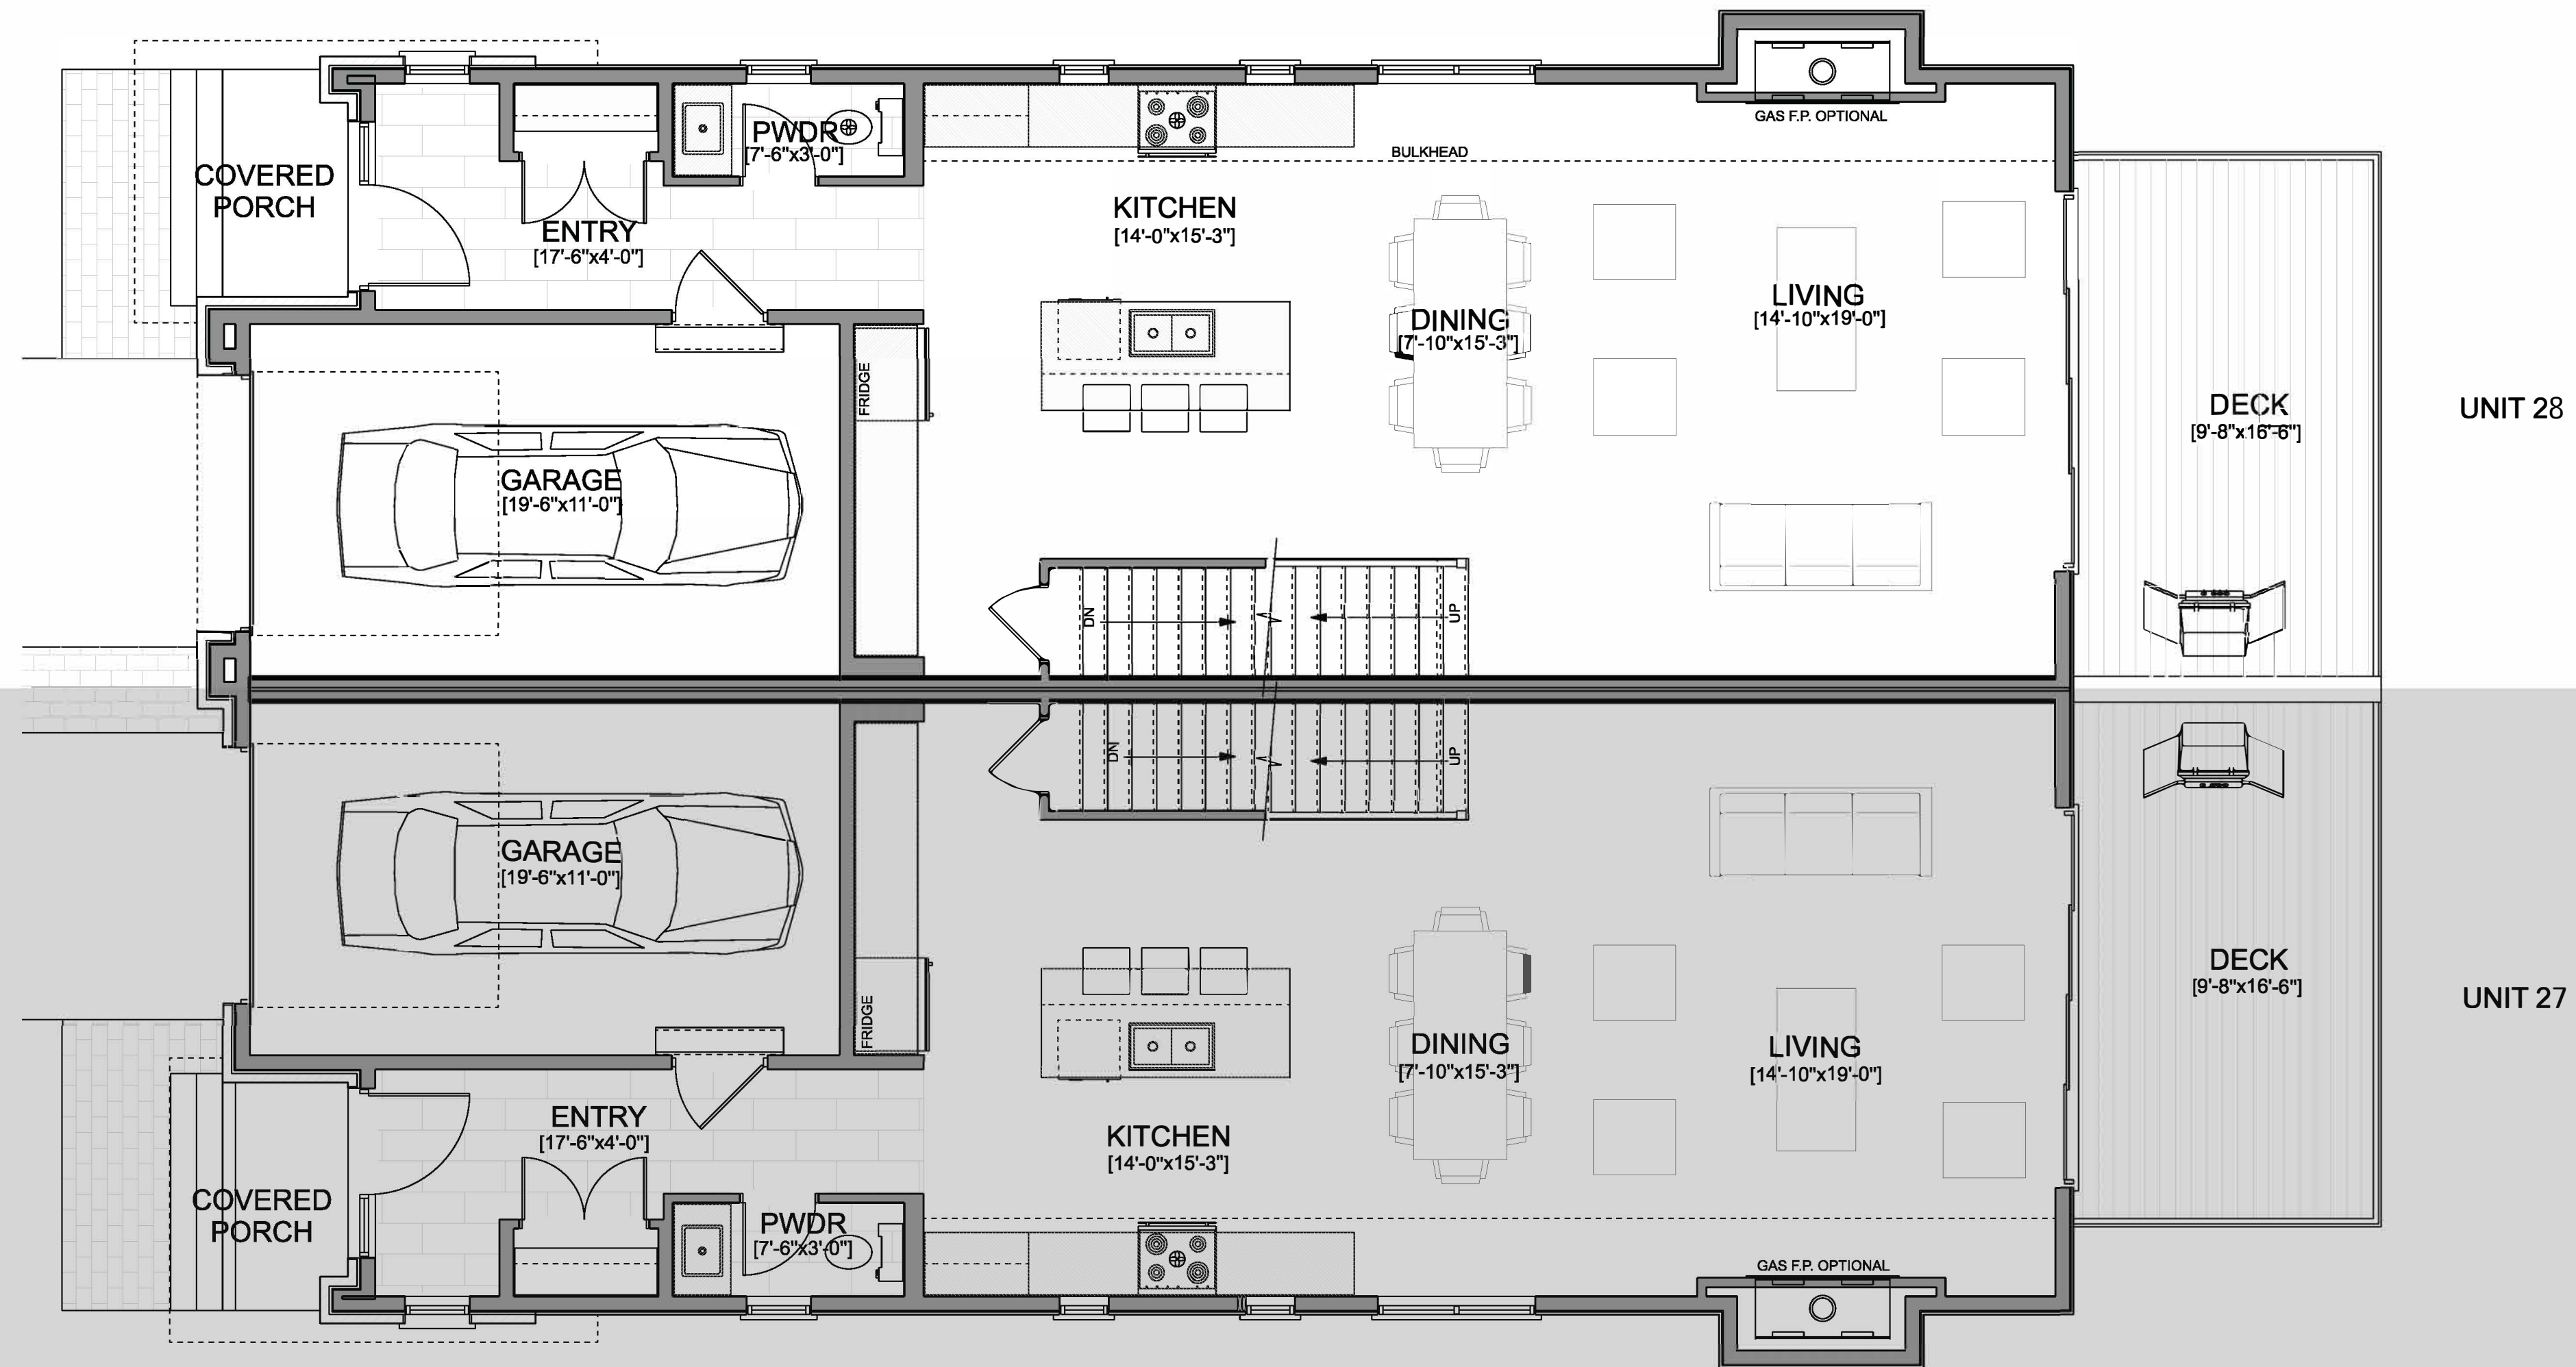 PWDR
[7'-6"x3'-0"]
GAS F.P. OPTIONAL
BULKHEAD
COVERED
PORCH
ENTRY
[17'-6"x4'-0"]
KITCHEN
[14'-0"x15'-3"]
DINING
[7'-10"x15'-3"]
LIVING
[14'-10"x19'-0"]
FRIDGE
DECK
[9'-8"x16'-6"]
UNIT 28
GARAGE
[19'-6"x11'-0"]
DN
UP
DN
UP
GARAGE
[19'-6"x11'-0"]
FRIDGE
DECK
[9'-8"x16'-6"]
UNIT 27
DINING
[7'-10"x15'-3"]
LIVING
[14'-10"x19'-0"]
ENTRY
[17'-6"x4'-0"]
KITCHEN
[14'-0"x15'-3"]
COVERED
PORCH
PWDR
[7'-6"x3'-0"]
GAS F.P. OPTIONAL